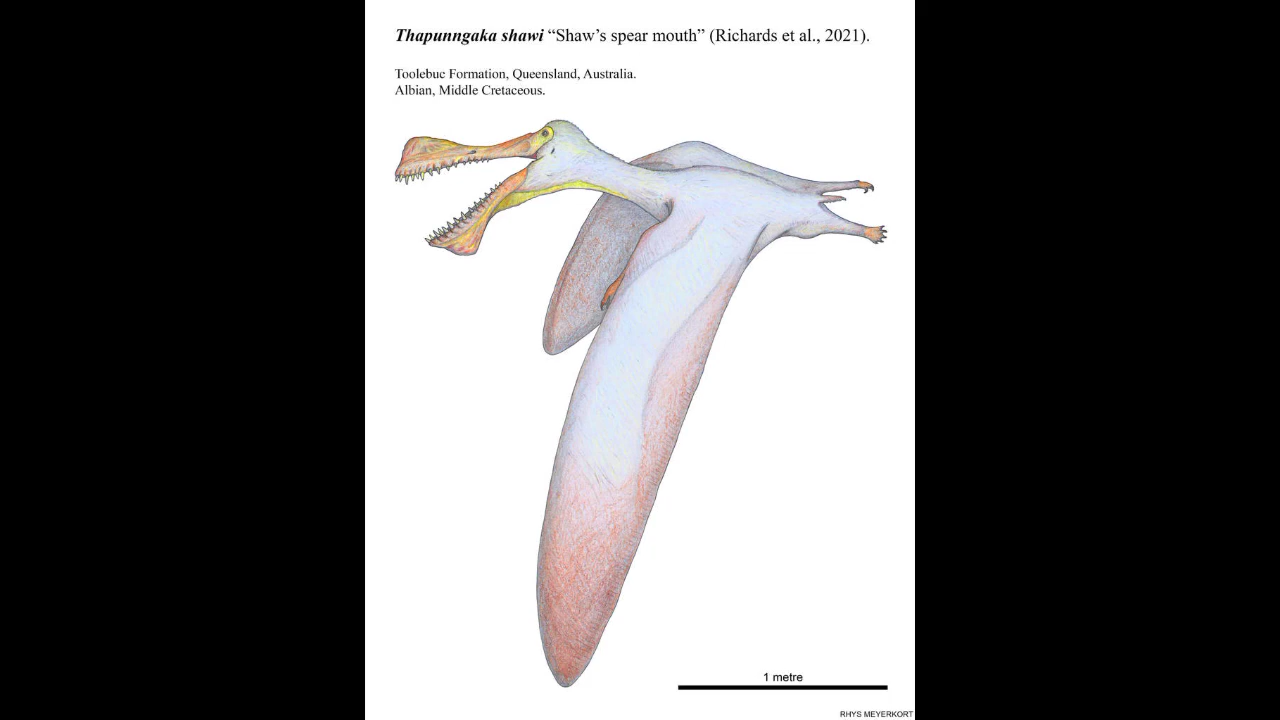 Thapunngaka shawi “Shaw’s spear mouth” (Richards et al., 2021).
Toolebuc Formation, Queensland, Australia.
Albian, Middle Cretaceous.
1 metre
RHYS MEYERKORT